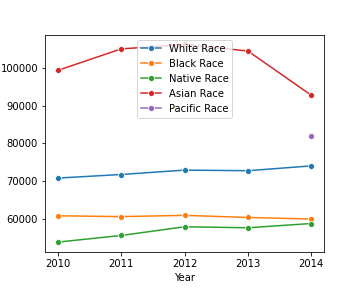 White Race
Black Race
Native Race
Asian Race
Pacific Race
100000
90000
80000
70000
60000
2010
2011
2012
2013
2014
Year